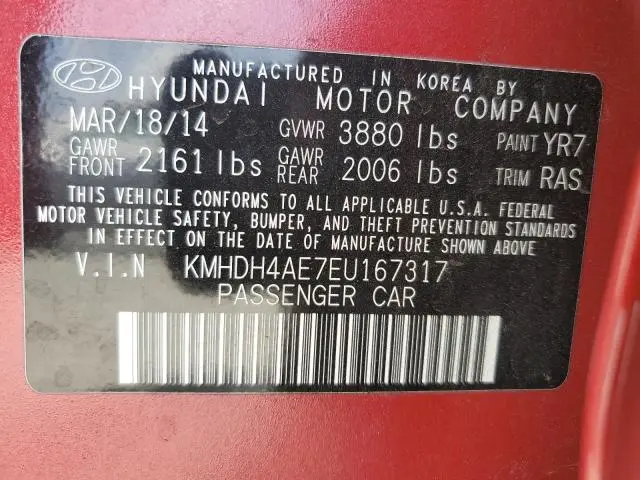 MANUFACTURED IN KOREA BY
HYUNDAI MOTOR COMPANY
MAR/18/14 GVWR 3880 lbs PAINT YR7
GAWR FRONT 2161 lbs GAWR REAR 2006 lbs TRIM RAS
THIS VEHICLE CONFORMS TO ALL APPLICABLE U.S.A. FEDERAL
MOTOR VEHICLE SAFETY, BUMPER, AND THEFT PREVENTION STANDARDS
IN EFFECT ON THE DATE OF MANUFACTURE SHOWN ABOVE.
V.I.N KMHDH4AE7EU167317
PASSENGER CAR